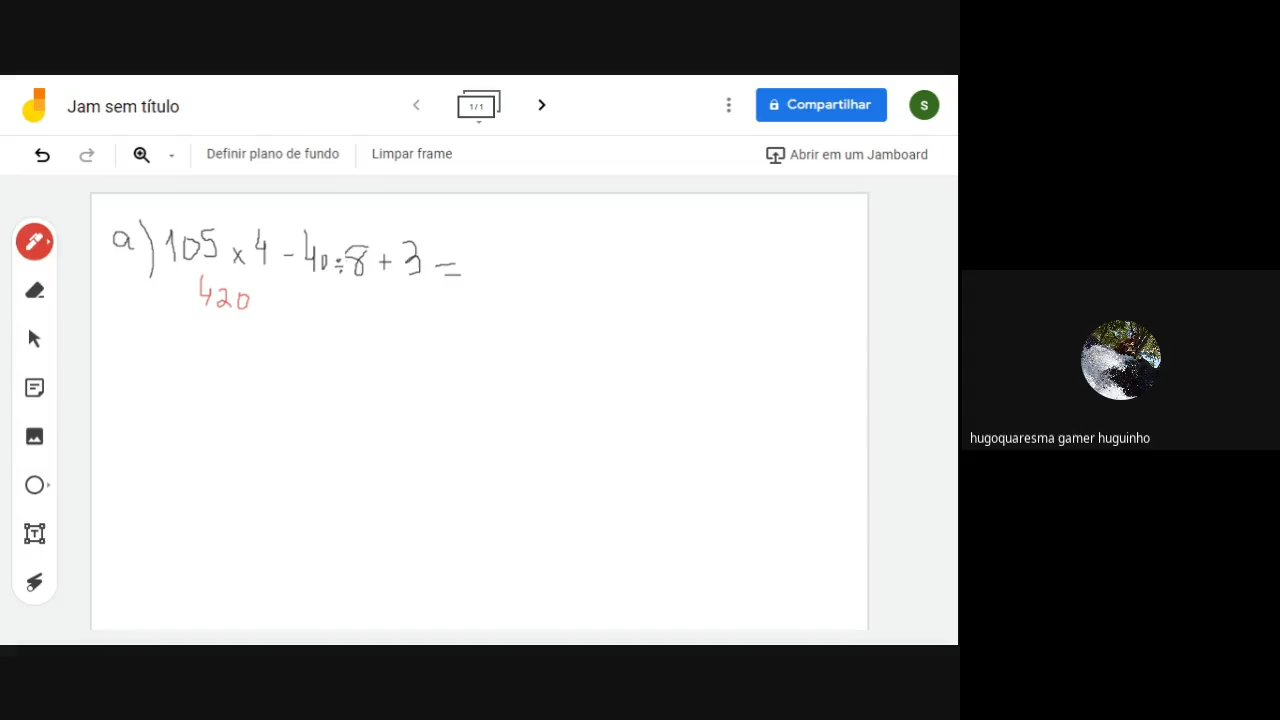 Jam sem título
1/1
Compartilhar
S
Definir plano de fundo
Limpar frame
Abrir em um Jamboard
a) 105 x 4 - 40 ÷ 8 + 3 =
420
hugoquaresma gamer huguinho